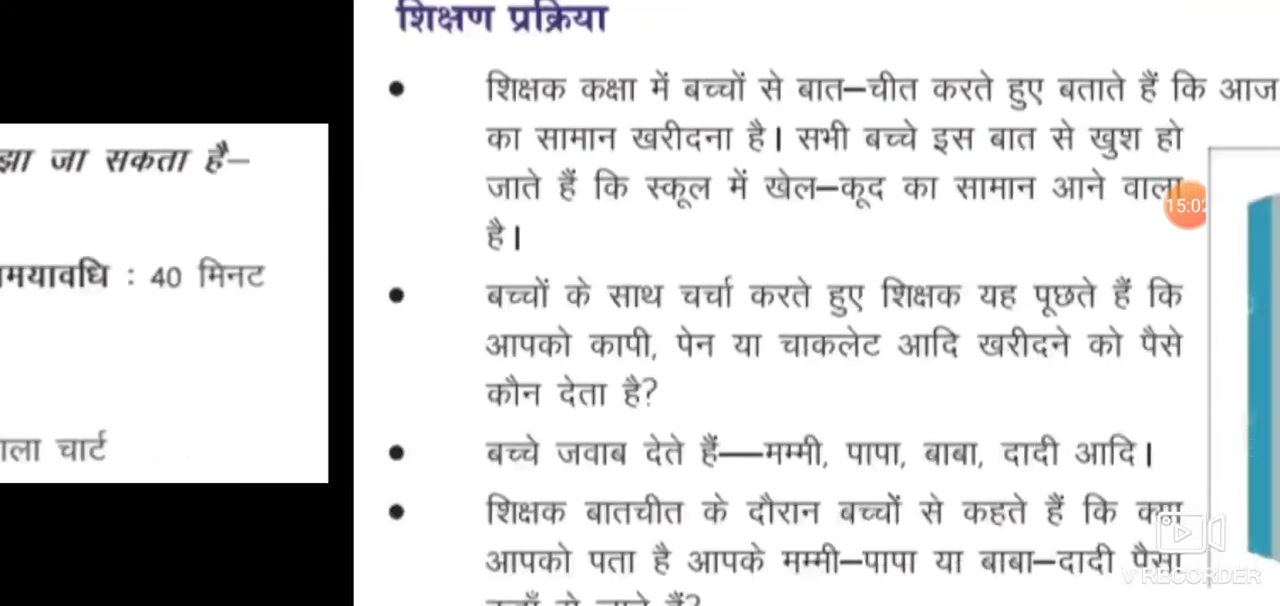 शिक्षण प्रक्रिया
झा जा सकता है–
मयावधि : 40 मिनट
ाला चार्ट
• शिक्षक कक्षा में बच्चों से बात–चीत करते हुए बताते हैं कि आज
का सामान खरीदना है। सभी बच्चे इस बात से खुश हो
जाते हैं कि स्कूल में खेल–कूद का सामान आने वाला
है।
• बच्चों के साथ चर्चा करते हुए शिक्षक यह पूछते हैं कि
आपको कापी, पेन या चाकलेट आदि खरीदने को पैसे
कौन देता है?
• बच्चे जवाब देते हैं—मम्मी, पापा, बाबा, दादी आदि।
• शिक्षक बातचीत के दौरान बच्चों से कहते हैं कि क्या
आपको पता है आपके मम्मी–पापा या बाबा–दादी पैसा
15:02
V RECORDER